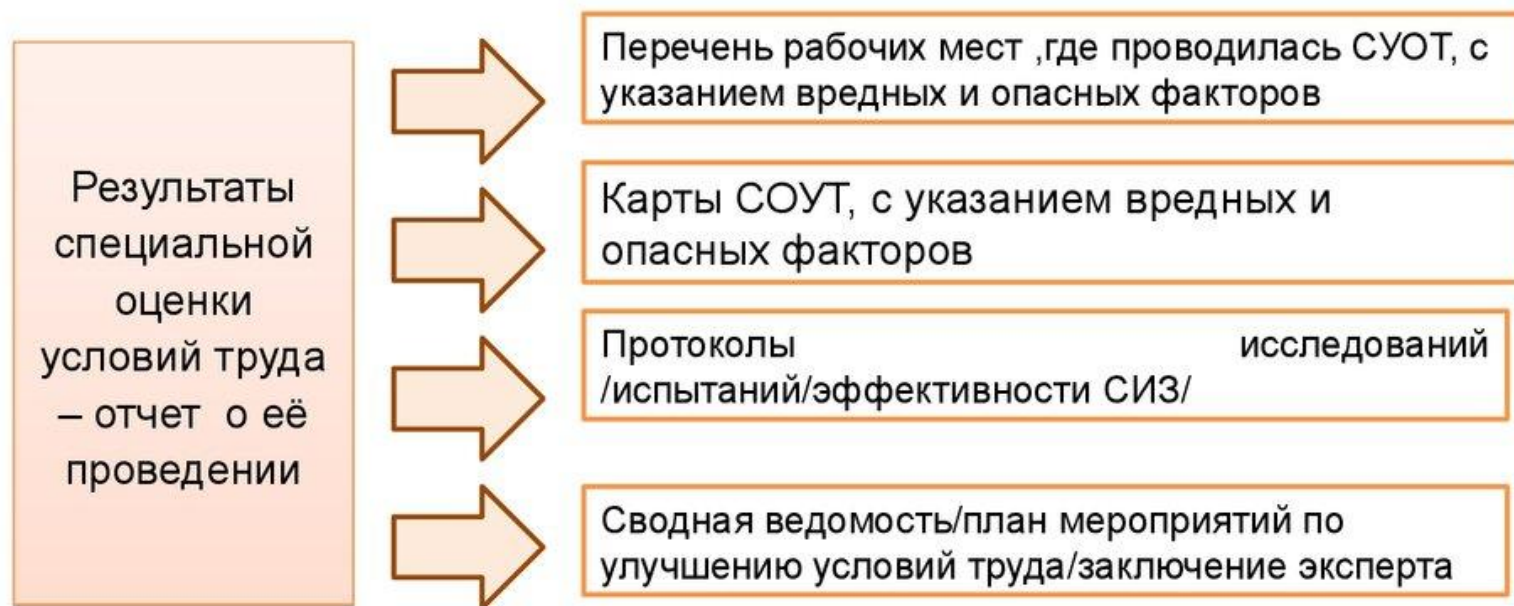 Результаты
специальной
оценки
условий труда
– отчет о её
проведении
Перечень рабочих мест ,где проводилась СУОТ, с
указанием вредных и опасных факторов
Карты СОУТ, с указанием вредных и
опасных факторов
Протоколы исследований
/испытаний/эффективности СИЗ/
Сводная ведомость/план мероприятий по
улучшению условий труда/заключение эксперта